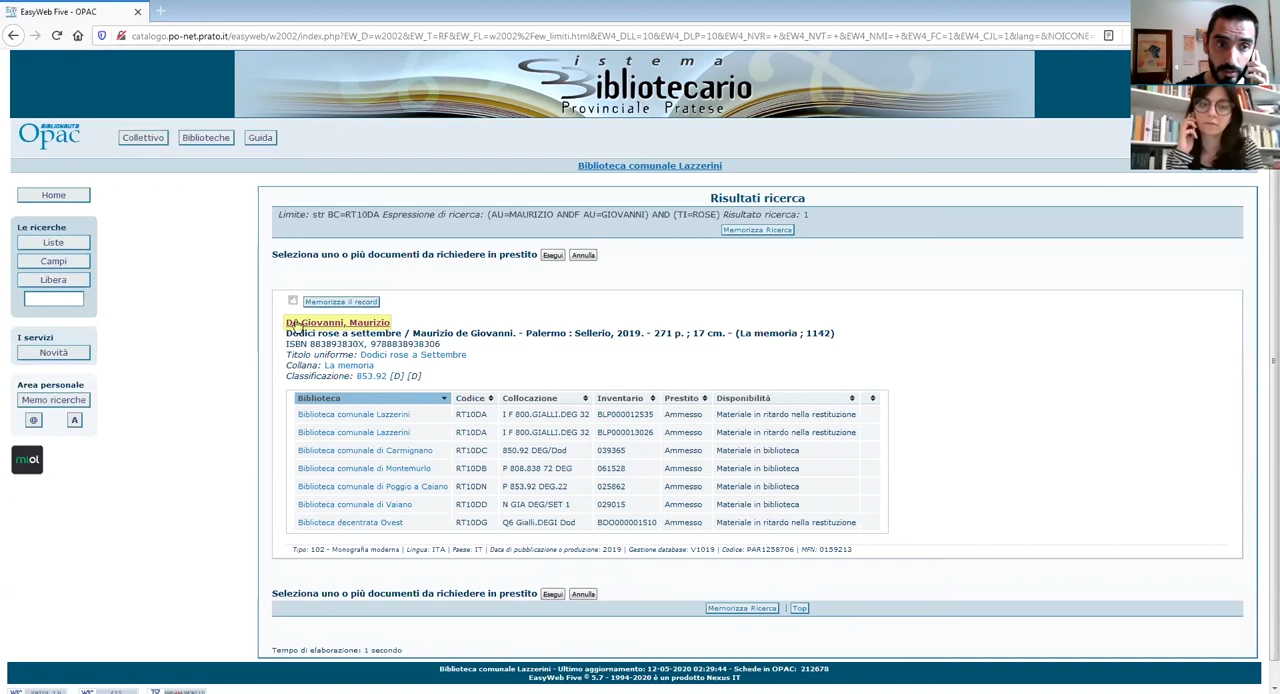 EasyWeb Five - OPAC
catalogo.po-net.prato.it/easyweb/w2002/index.php?EW_D=w2002&EW_T=RF&EW_FL=w2002%2Few_limiti.html&EW4_DLL=10&EW4_DLP=10&EW4_NVR=+&EW4_NVT=+&EW4_NMI=+&EW4_FC=1&EW4_CJL=1&lang=&NOICONE=
Sistema
Bibliotecario
Provinciale Pratese
BIBLIONAUTA
Opac
Collettivo
Biblioteche
Guida
Biblioteca comunale Lazzerini
Home
Le ricerche
Liste
Campi
Libera
I servizi
Novità
Area personale
Memo ricerche
@ A
mlol
Risultati ricerca
Limite: str BC=RT10DA Espressione di ricerca: (AU=MAURIZIO ANDF AU=GIOVANNI) AND (TI=ROSE) Risultato ricerca: 1
Memorizza Ricerca
Seleziona uno o più documenti da richiedere in prestito Esegui Annulla
Memorizza il record
De Giovanni, Maurizio
Dodici rose a settembre / Maurizio de Giovanni. - Palermo : Sellerio, 2019. - 271 p. ; 17 cm. - (La memoria ; 1142)
ISBN 883893830X, 9788838938306
Titolo uniforme: Dodici rose a Settembre
Collana: La memoria
Classificazione: 853.92 [D] [D]
Biblioteca Codice Collocazione Inventario Prestito Disponibilità
Biblioteca comunale Lazzerini RT10DA I F 800.GIALLI.DEG 32 BLP000012535 Ammesso Materiale in ritardo nella restituzione
Biblioteca comunale Lazzerini RT10DA I F 800.GIALLI.DEG 32 BLP000013026 Ammesso Materiale in ritardo nella restituzione
Biblioteca comunale di Carmignano RT10DC 850.92 DEG/Dod 039365 Ammesso Materiale in biblioteca
Biblioteca comunale di Montemurlo RT10DB P 808.838 72 DEG 061528 Ammesso Materiale in biblioteca
Biblioteca comunale di Poggio a Caiano RT10DN P 853.92 DEG.22 025862 Ammesso Materiale in biblioteca
Biblioteca comunale di Vaiano RT10DD N GIA DEG/SET 1 029015 Ammesso Materiale in biblioteca
Biblioteca decentrata Ovest RT10DG Q6 Gialli.DEGI Dod BDO000001510 Ammesso Materiale in ritardo nella restituzione
Tipo: 102 - Monografia moderna | Lingua: ITA | Paese: IT | Data di pubblicazione o produzione: 2019 | Gestione database: V1019 | Codice: PAR1258706 | MFN: 0159213
Seleziona uno o più documenti da richiedere in prestito Esegui Annulla
Memorizza Ricerca | Top
Tempo di elaborazione: 1 secondo
Biblioteca comunale Lazzerini - Ultimo aggiornamento: 12-05-2020 02:29:44 - Schede in OPAC: 212678
EasyWeb Five © 5.7 - 1994-2020 è un prodotto Nexus IT